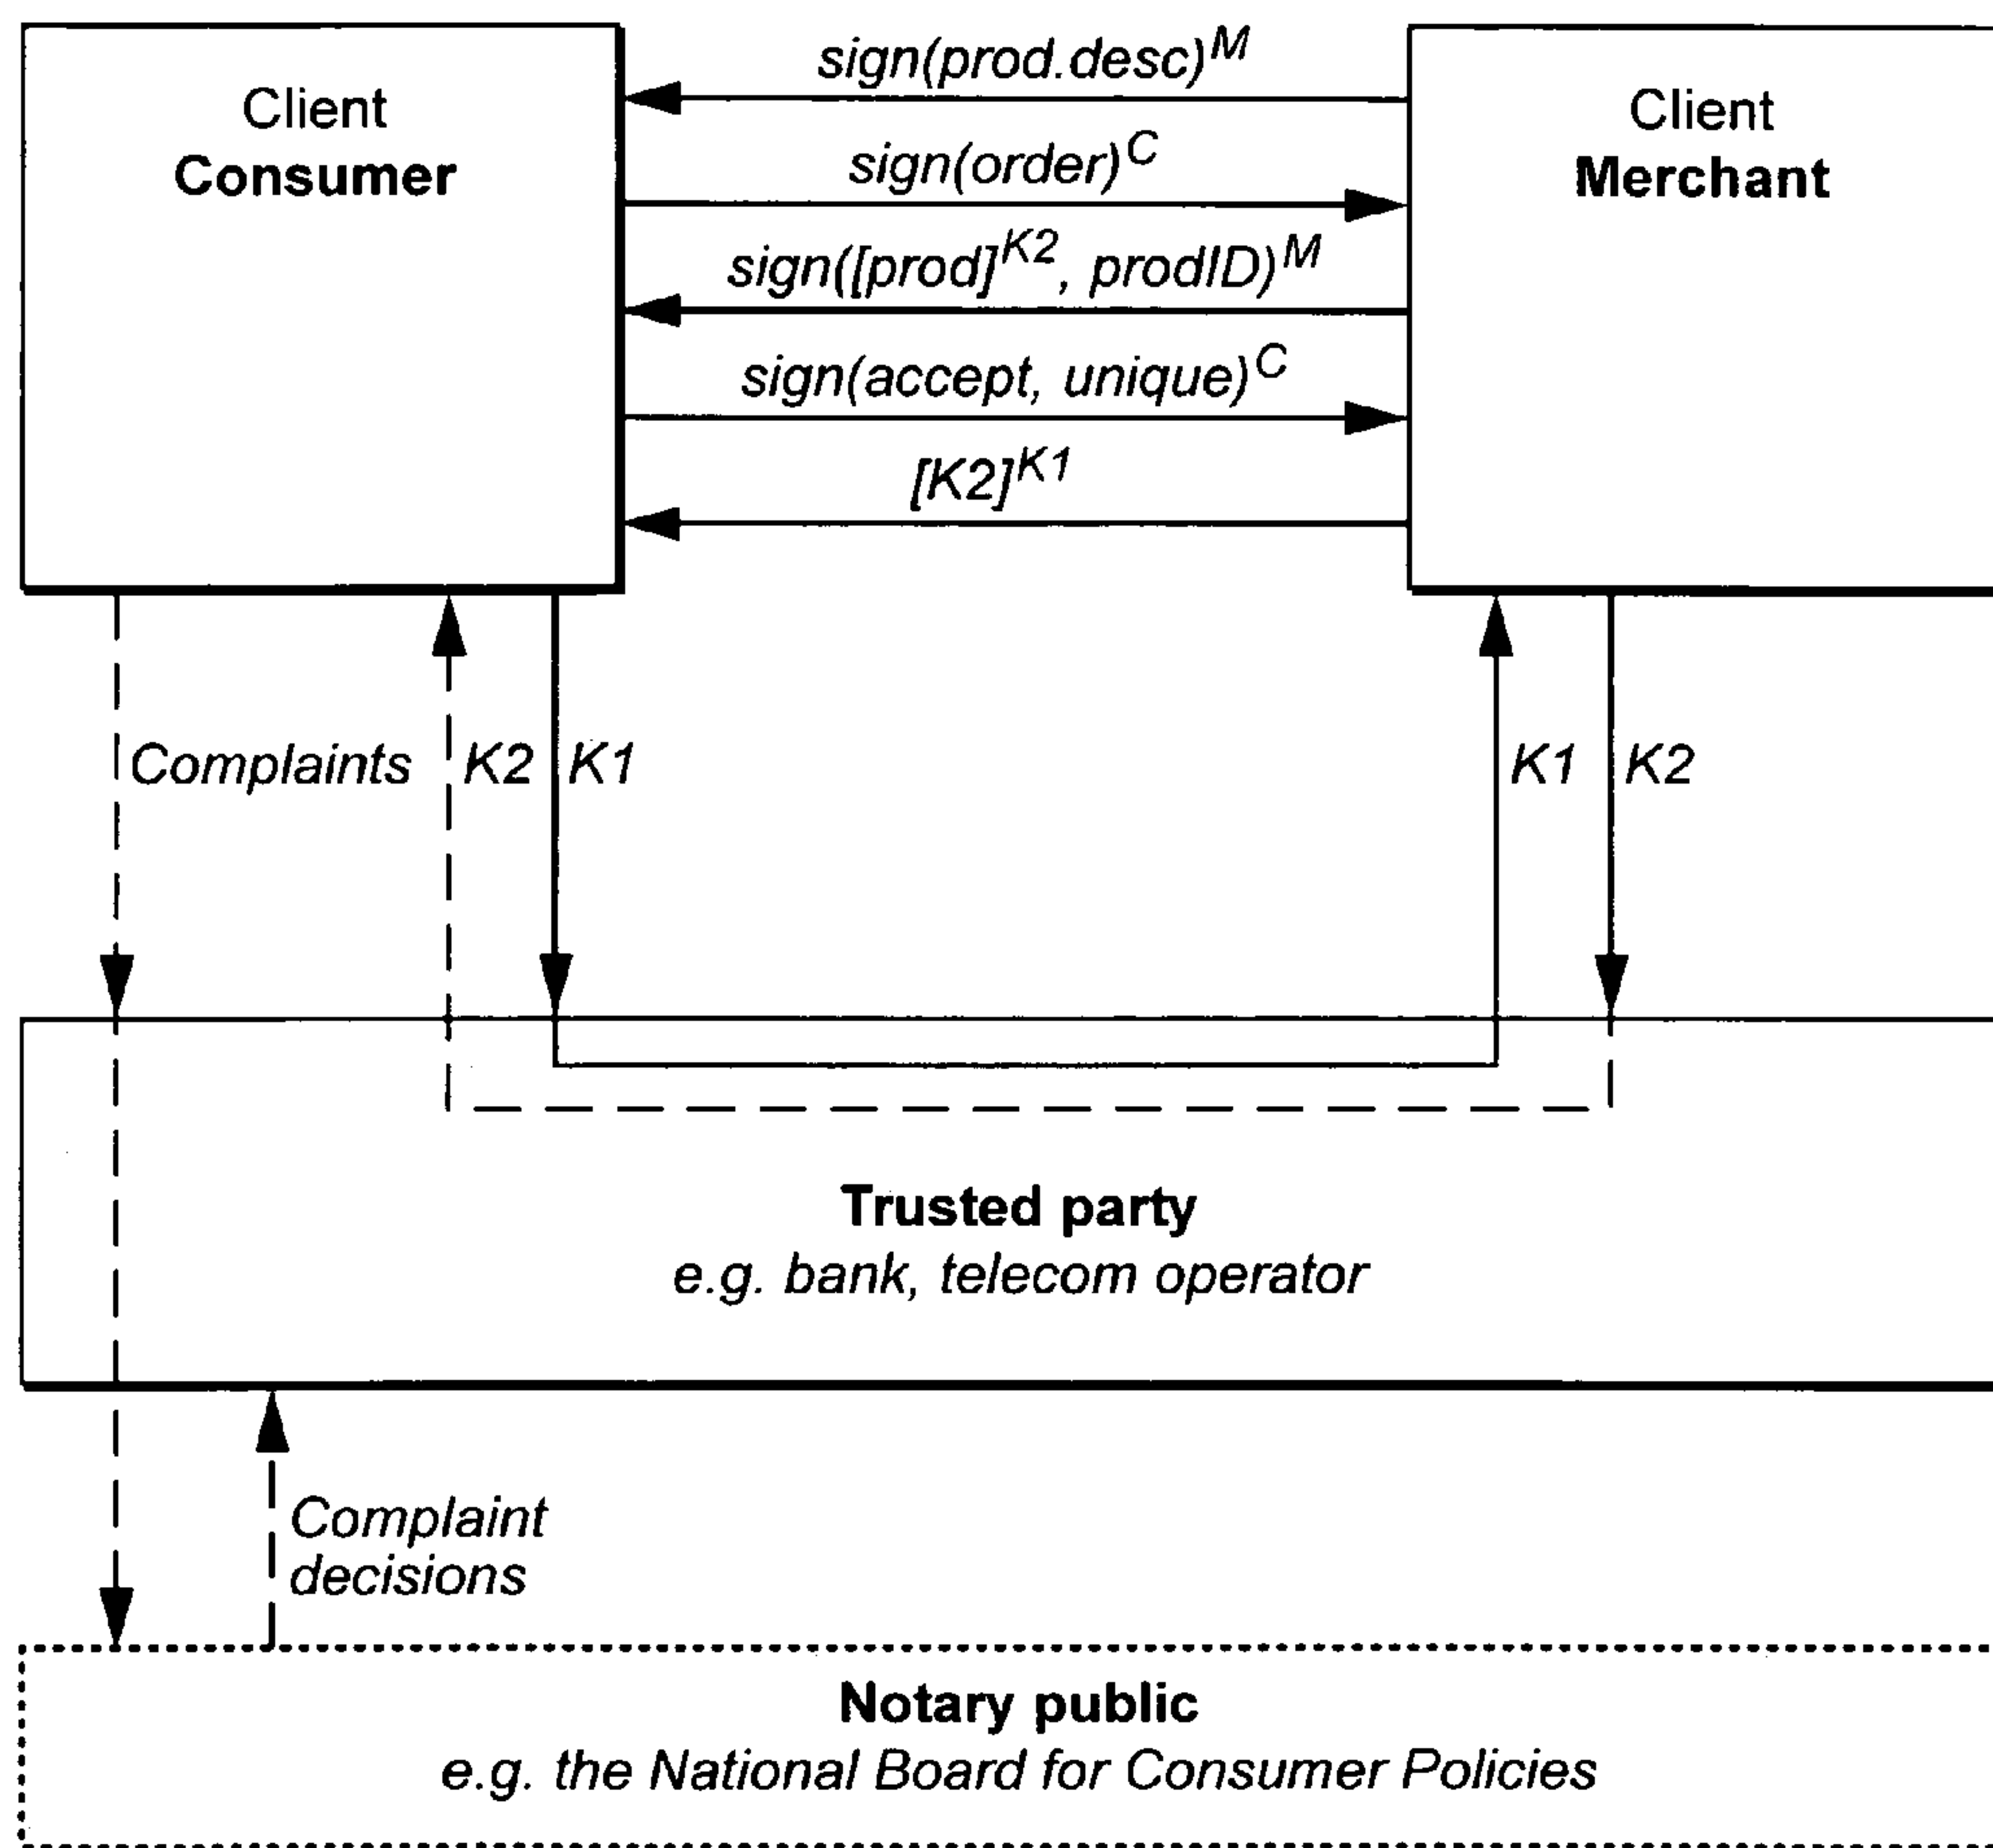 Client
Consumer
sign(prod.desc)^M
sign(order)^C
sign([prod]^K2, prodID)^M
sign(accept, unique)^C
[K2]^K1
Client
Merchant
Complaints
K2
K1
K1
K2
Trusted party
e.g. bank, telecom operator
Complaint
decisions
Notary public
e.g. the National Board for Consumer Policies